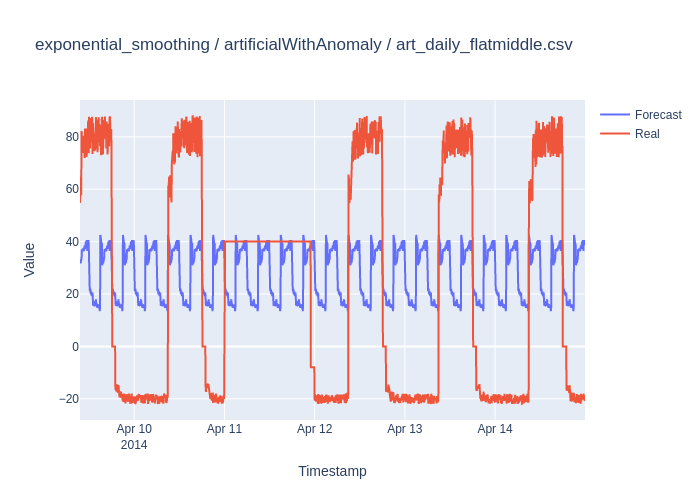 exponential_smoothing / artificialWithAnomaly / art_daily_flatmiddle.csv
Forecast
Real
Value
80
60
40
20
0
−20
Apr 10
2014
Apr 11
Apr 12
Apr 13
Apr 14
Timestamp